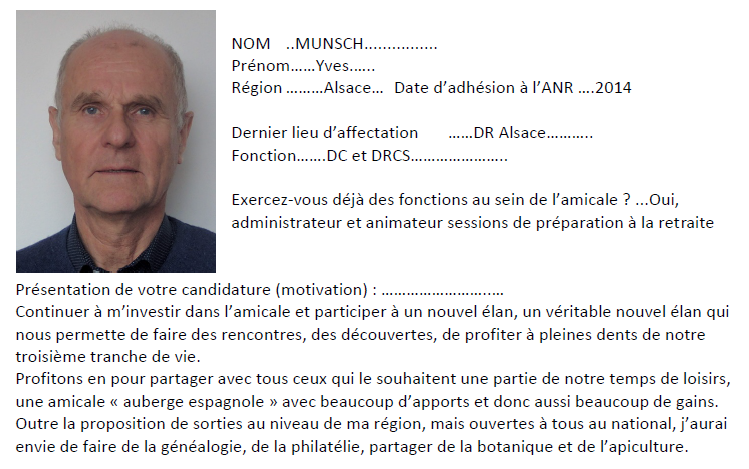 NOM ..MUNSCH................
Prénom……Yves……
Région ………Alsace… Date d’adhésion à l’ANR ….2014
Dernier lieu d’affectation ……DR Alsace………..
Fonction…….DC et DRCS…………………..
Exercez-vous déjà des fonctions au sein de l’amicale ? …Oui,
administrateur et animateur sessions de préparation à la retraite
Présentation de votre candidature (motivation) : ……………………..…
Continuer à m’investir dans l’amicale et participer à un nouvel élan, un véritable nouvel élan qui
nous permette de faire des rencontres, des découvertes, de profiter à pleines dents de notre
troisième tranche de vie.
Profitons en pour partager avec tous ceux qui le souhaitent une partie de notre temps de loisirs,
une amicale « auberge espagnole » avec beaucoup d’apports et donc aussi beaucoup de gains.
Outre la proposition de sorties au niveau de ma région, mais ouvertes à tous au national, j’aurai
envie de faire de la généalogie, de la philatélie, partager de la botanique et de l’apiculture.